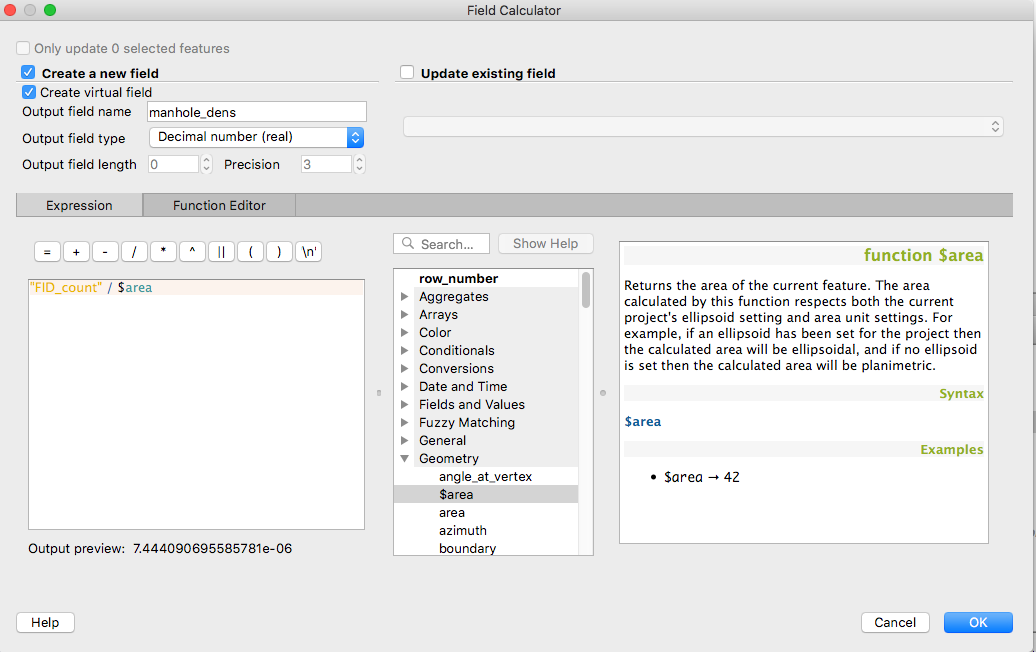 Field Calculator
Only update 0 selected features
Create a new field
Update existing field
Create virtual field
Output field name manhole_dens
Output field type Decimal number (real)
Output field length 0 Precision 3
Expression Function Editor
= + - / * ^ || ( ) \n'
Search... Show Help
"FID_count" / $area
Output preview: 7.444090695585781e-06
row_number
Aggregates
Arrays
Color
Conditionals
Conversions
Date and Time
Fields and Values
Fuzzy Matching
General
Geometry
angle_at_vertex
$area
area
azimuth
boundary
function $area
Returns the area of the current feature. The area
calculated by this function respects both the current
project's ellipsoid setting and area unit settings. For
example, if an ellipsoid has been set for the project then
the calculated area will be ellipsoidal, and if no ellipsoid
is set then the calculated area will be planimetric.
Syntax
$area
Examples
• $area → 42
Help Cancel OK